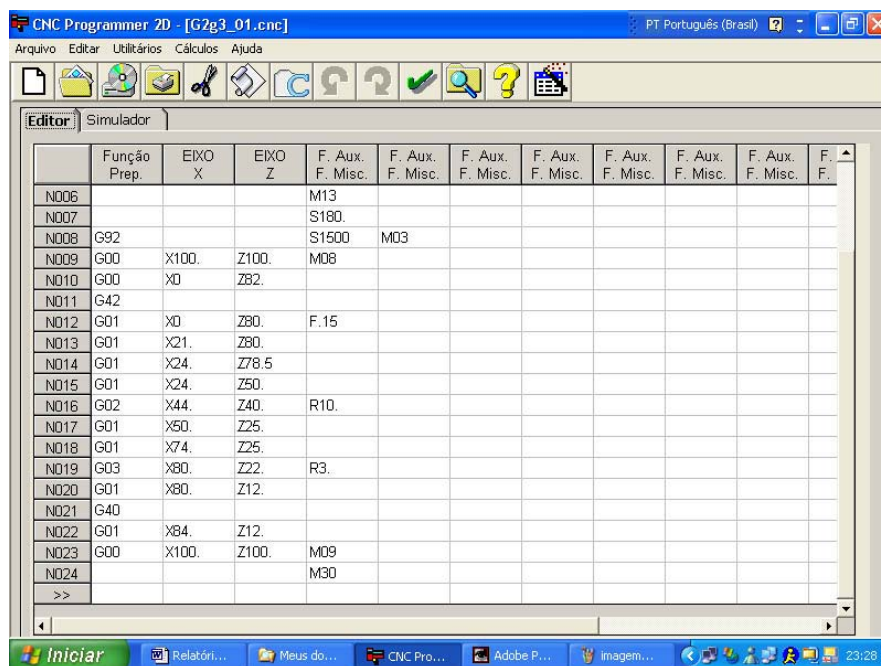 CNC Programmer 2D - [G2g3_01.cnc] PT Português (Brasil)
Arquivo Editar Utilitários Cálculos Ajuda
Editor Simulador
Função EIXO EIXO F. Aux. F. Aux. F. Aux. F. Aux. F. Aux. F. Aux. F. Aux. F.
Prep. X Z F. Misc. F. Misc. F. Misc. F. Misc. F. Misc. F. Misc. F. Misc. F.
N006 M13
N007 S180.
N008 G92 S1500 M03
N009 G00 X100. Z100. M08
N010 G00 X0 Z82.
N011 G42
N012 G01 X0 Z80. F.15
N013 G01 X21. Z80.
N014 G01 X24. Z78.5
N015 G01 X24. Z50.
N016 G02 X44. Z40. R10.
N017 G01 X50. Z25.
N018 G01 X74. Z25.
N019 G03 X80. Z22. R3.
N020 G01 X80. Z12.
N021 G40
N022 G01 X84. Z12.
N023 G00 X100. Z100. M09
N024 M30
>>
Iniciar Relatóri... Meus do... CNC Pro... Adobe P... imagem... 23:28